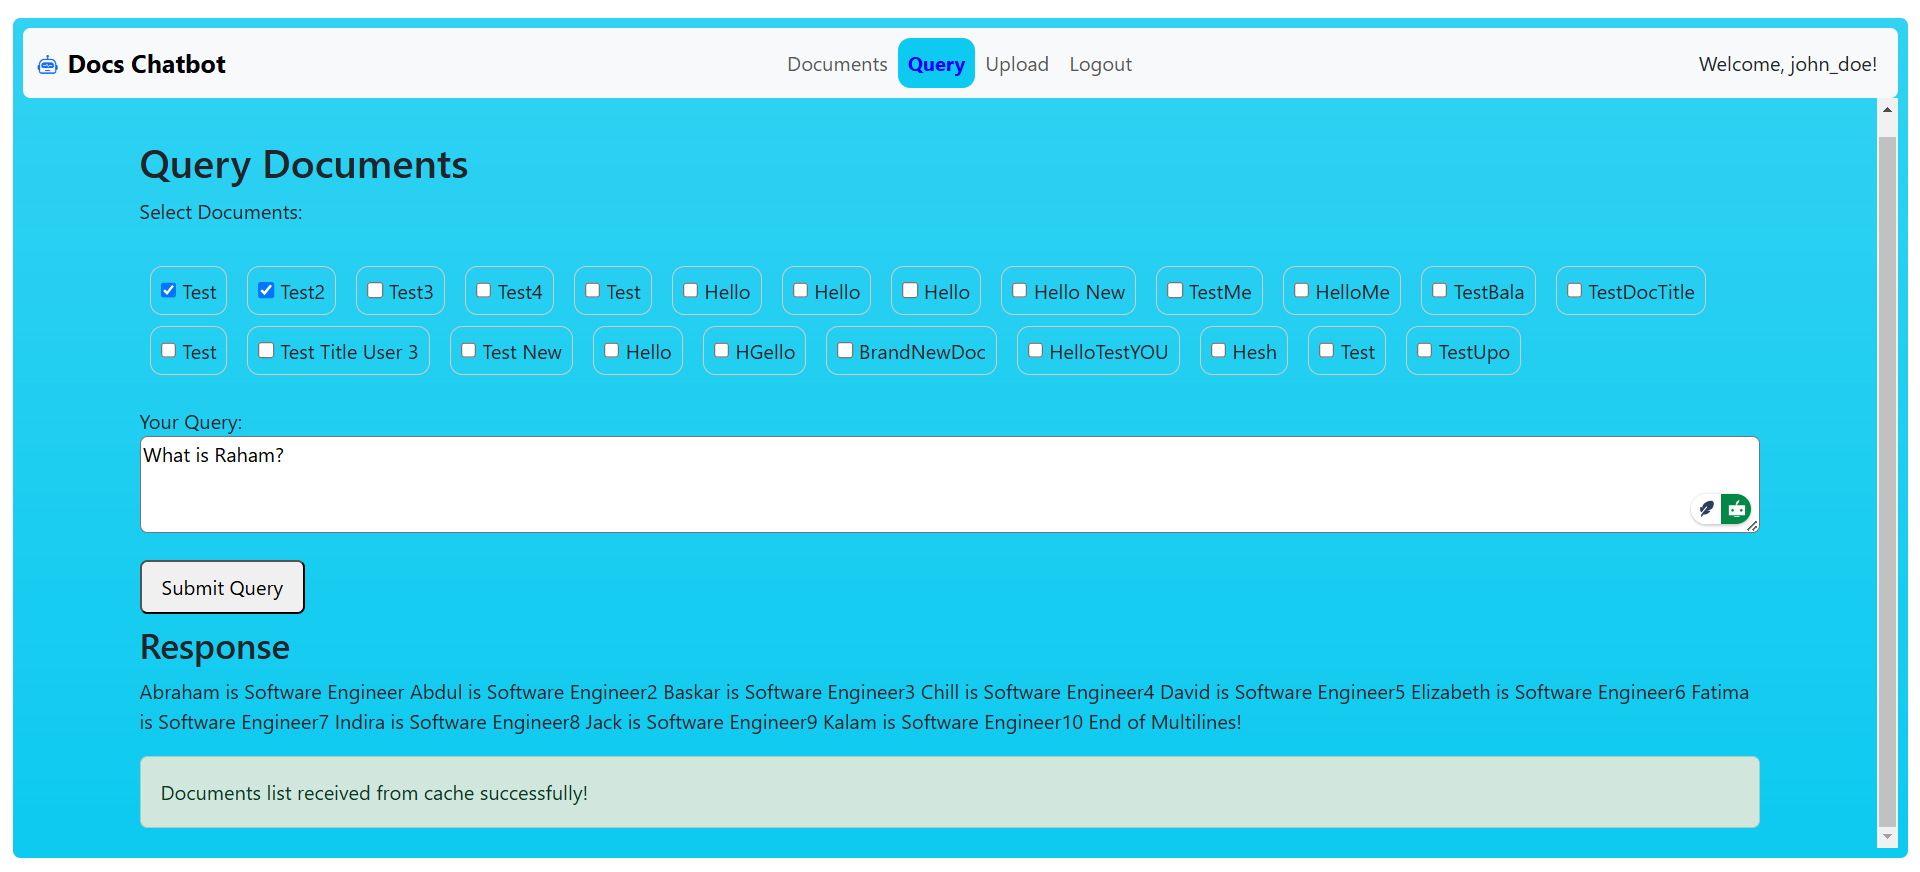 Docs Chatbot Documents Query Upload Logout Welcome, john_doe!
Query Documents
Select Documents:
Test Test2 Test3 Test4 Test Hello Hello Hello Hello New TestMe HelloMe TestBala TestDocTitle
Test Test Title User 3 Test New Hello HGello BrandNewDoc HelloTestYOU Hesh Test TestUpo
Your Query:
What is Raham?
Submit Query
Response
Abraham is Software Engineer Abdul is Software Engineer2 Baskar is Software Engineer3 Chill is Software Engineer4 David is Software Engineer5 Elizabeth is Software Engineer6 Fatima
is Software Engineer7 Indira is Software Engineer8 Jack is Software Engineer9 Kalam is Software Engineer10 End of Multilines!
Documents list received from cache successfully!